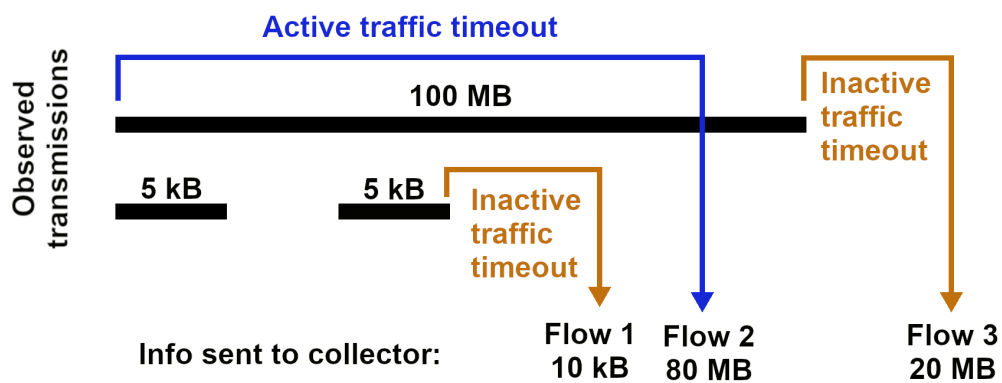 Active traffic timeout
Observed
transmissions
100 MB
Inactive
traffic
timeout
5 kB
5 kB
Inactive
traffic
timeout
Info sent to collector:
Flow 1
10 kB
Flow 2
80 MB
Flow 3
20 MB